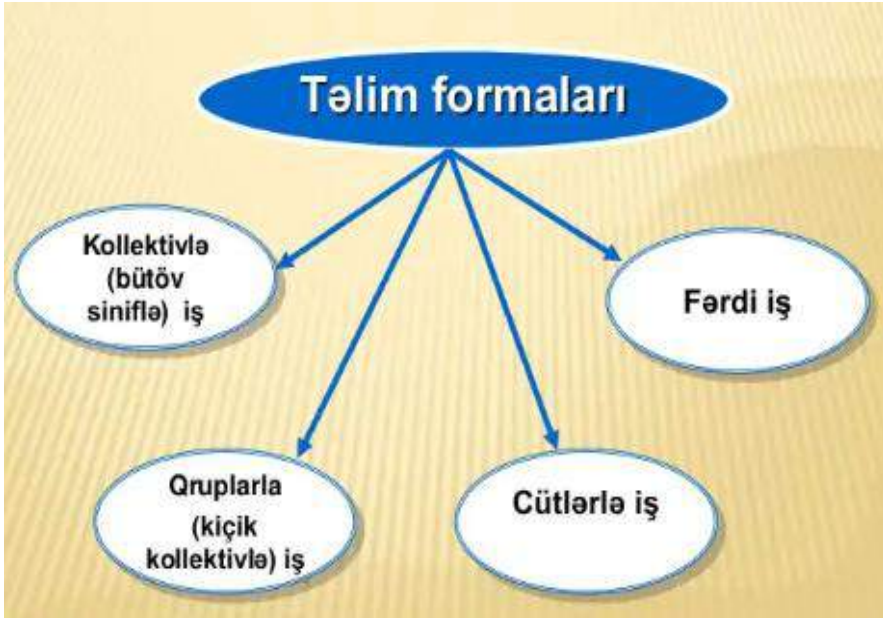 Təlim formaları
Kollektivlə
(bütöv
siniflə) iş
Fərdi iş
Qruplarla
(kiçik
kollektivlə) iş
Cütlərlə iş